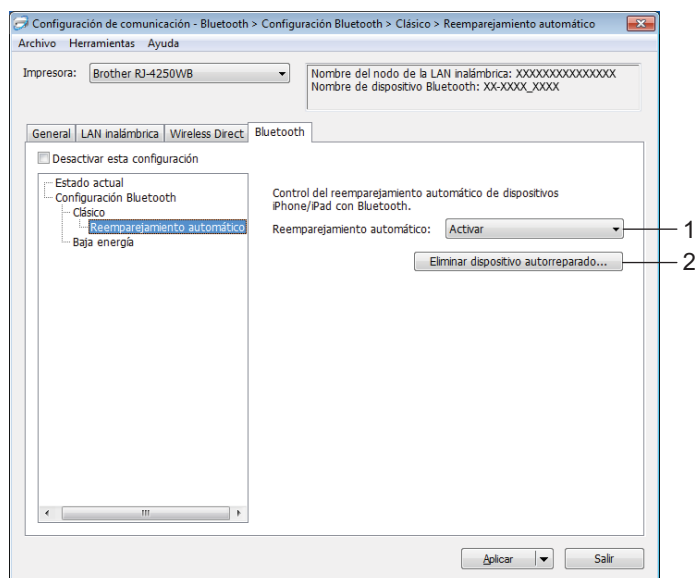 Configuración de comunicación - Bluetooth > Configuración Bluetooth > Clásico > Reemparejamiento automático
Archivo Herramientas Ayuda
Impresora: Brother RJ-4250WB
Nombre del nodo de la LAN inalámbrica: XXXXXXXXXXXXXXX
Nombre de dispositivo Bluetooth: XX-XXXX_XXXX
General LAN inalámbrica Wireless Direct Bluetooth
Desactivar esta configuración
Estado actual
Configuración Bluetooth
Clásico
Reemparejamiento automático
Baja energía
Control del reemparejamiento automático de dispositivos
iPhone/iPad con Bluetooth.
Reemparejamiento automático: Activar
1
Eliminar dispositivo autorreparado...
2
Aplicar Salir